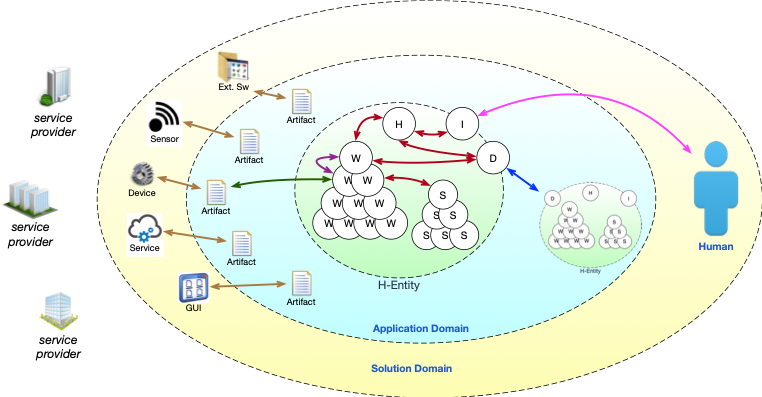 Ext. Sw
Artifact
service
provider
Sensor
Artifact
H
I
W
D
Device
Artifact
W
W
W
W
W
W
W
W
W
S
S
S
S
S
S
service
provider
Service
Artifact
GUI
Artifact
H-Entity
D
H
I
W
W
W
W
W
W
W
W
W
W
S
S
S
S
S
S
H-Entity
Human
service
provider
Application Domain
Solution Domain